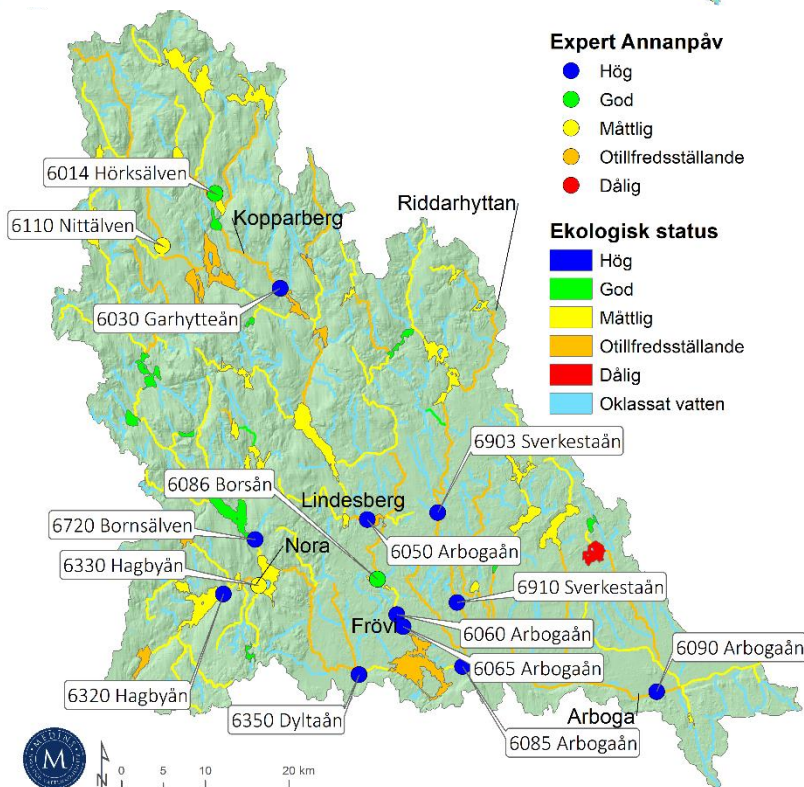 Expert Annanpåv
Hög
God
Måttlig
Otillfredsställande
Dålig
Ekologisk status
Hög
God
Måttlig
Otillfredsställande
Dålig
Oklassat vatten
6014 Hörksälven
Kopparberg
Riddarhyttan
6110 Nittälven
6030 Garhytteån
6903 Sverkestaån
6086 Borsån
Lindesberg
6720 Bornsälven
6050 Arbogaån
Nora
6330 Hagbyån
6910 Sverkestaån
Frövi
6060 Arbogaån
6065 Arbogaån
6090 Arbogaån
6320 Hagbyån
6350 Dyltaån
6085 Arbogaån
Arboga
MEDINS
M
N
0 5 10 20 km